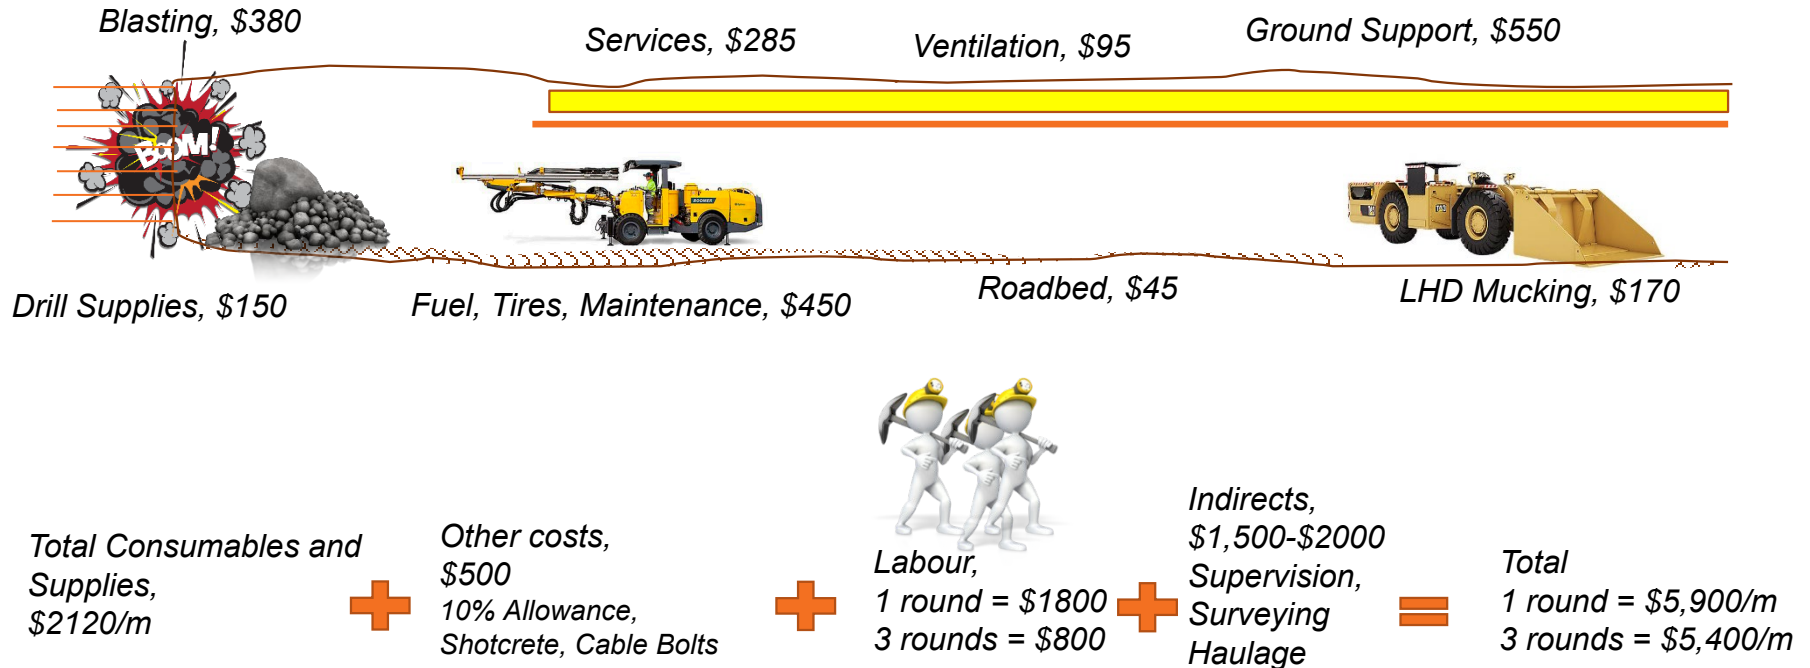 Blasting, $380
Services, $285
Ventilation, $95
Ground Support, $550
BOOM!
BOOMER
Drill Supplies, $150
Fuel, Tires, Maintenance, $450
Roadbed, $45
LHD Mucking, $170
Total Consumables and
Supplies,
$2120/m
Other costs,
$500
10% Allowance,
Shotcrete, Cable Bolts
Labour,
1 round = $1800
3 rounds = $800
Indirects,
$1,500-$2000
Supervision,
Surveying
Haulage
Total
1 round = $5,900/m
3 rounds = $5,400/m